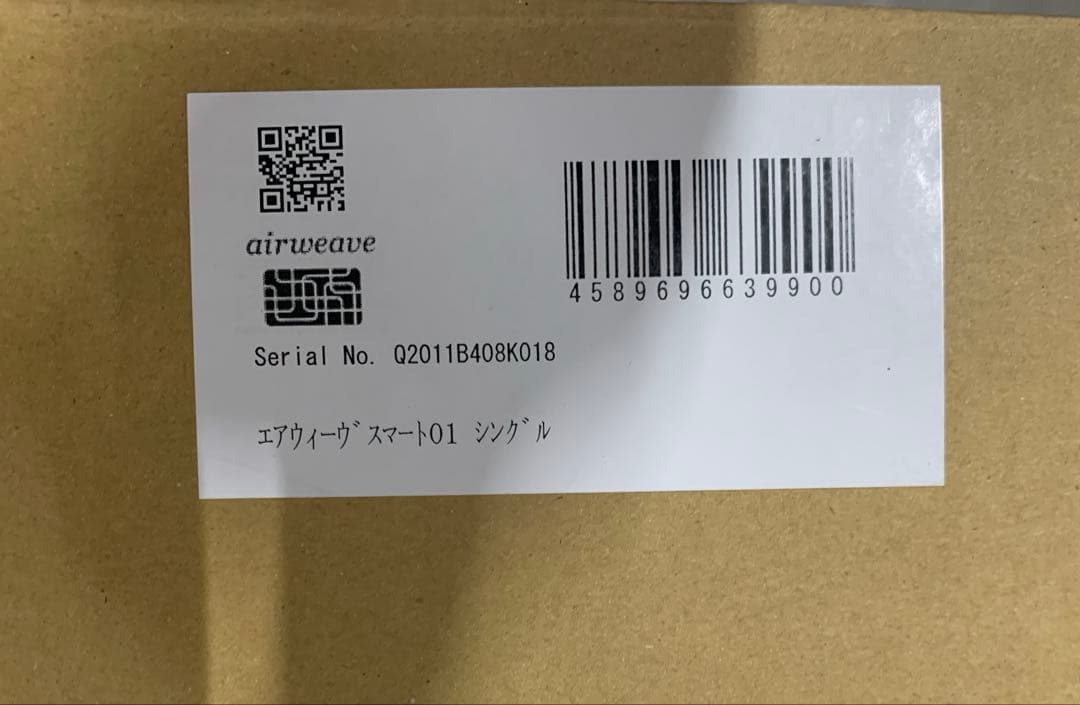 airweave
4589696639900
Serial No. Q2011B408K018
ｴｱｳｨｰｳﾞｽﾏｰﾄ01 ｼﾝｸﾞﾙ